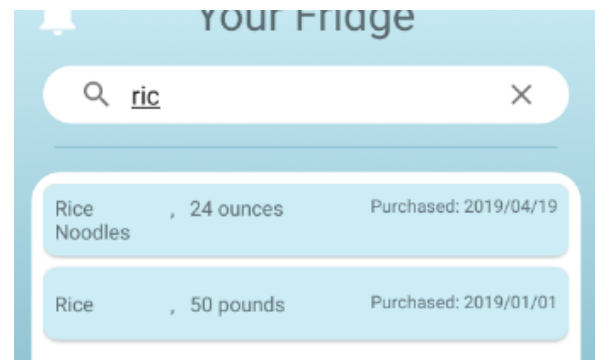 Your Fridge
ric
Rice , 24 ounces Purchased: 2019/04/19
Noodles
Rice , 50 pounds Purchased: 2019/01/01